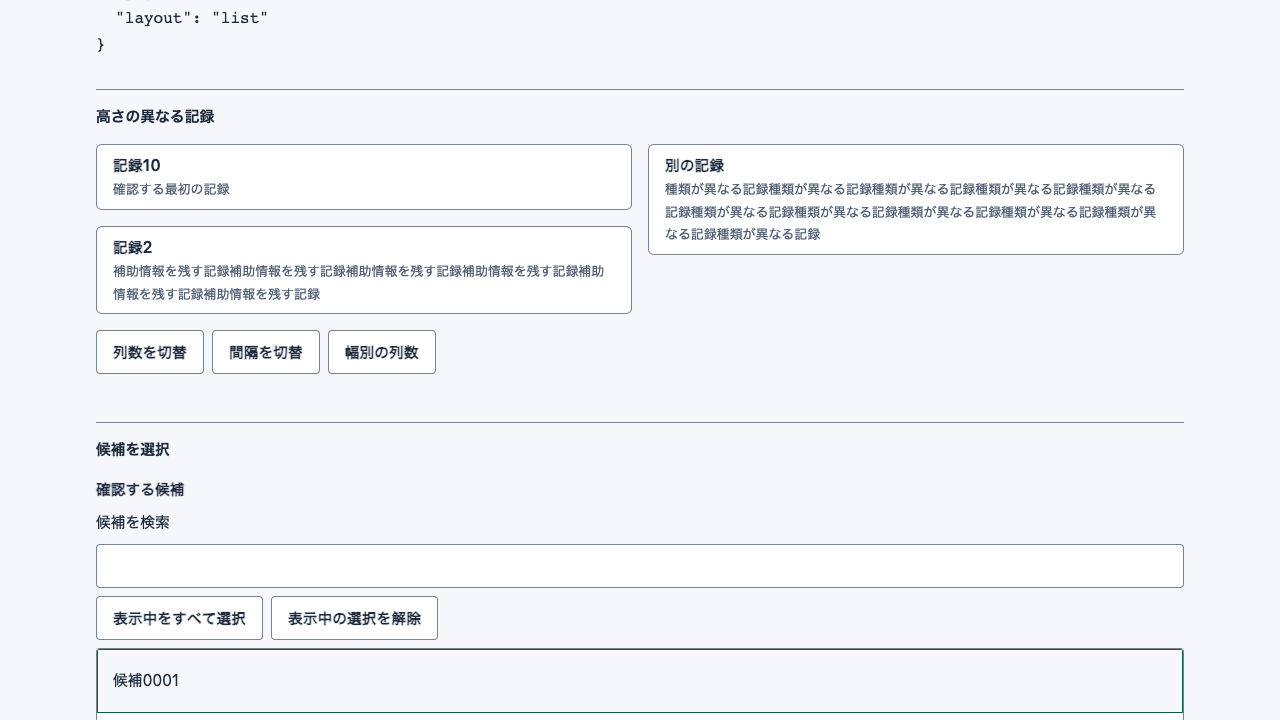 "layout": "list"
}
高さの異なる記録
記録10
確認する最初の記録
別の記録
種類が異なる記録種類が異なる記録種類が異なる記録種類が異なる記録種類が異なる
記録種類が異なる記録種類が異なる記録種類が異なる記録種類が異なる記録種類が異
なる記録種類が異なる記録
記録2
補助情報を残す記録補助情報を残す記録補助情報を残す記録補助情報を残す記録補助
情報を残す記録補助情報を残す記録
列数を切替
間隔を切替
幅別の列数
候補を選択
確認する候補
候補を検索
表示中をすべて選択
表示中の選択を解除
候補0001